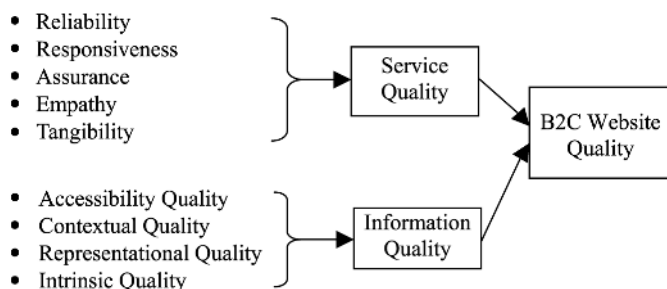 • Reliability
• Responsiveness
• Assurance
• Empathy
• Tangibility
Service
Quality
B2C Website
Quality
• Accessibility Quality
• Contextual Quality
• Representational Quality
• Intrinsic Quality
Information
Quality